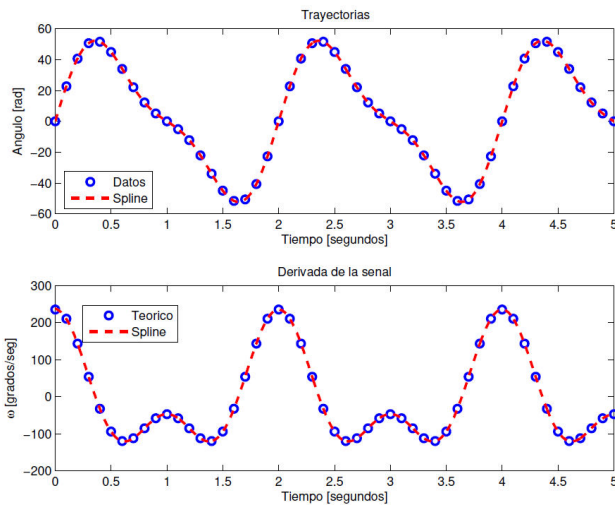 Trayectorias
60
40
20
0
-20
-40
-60
Angulo [rad]
Datos
Spline
0 0.5 1 1.5 2 2.5 3 3.5 4 4.5 5
Tiempo [segundos]
Derivada de la senal
300
200
100
0
-100
-200
ω [grados/seg]
Teorico
Spline
0 0.5 1 1.5 2 2.5 3 3.5 4 4.5 5
Tiempo [segundos]